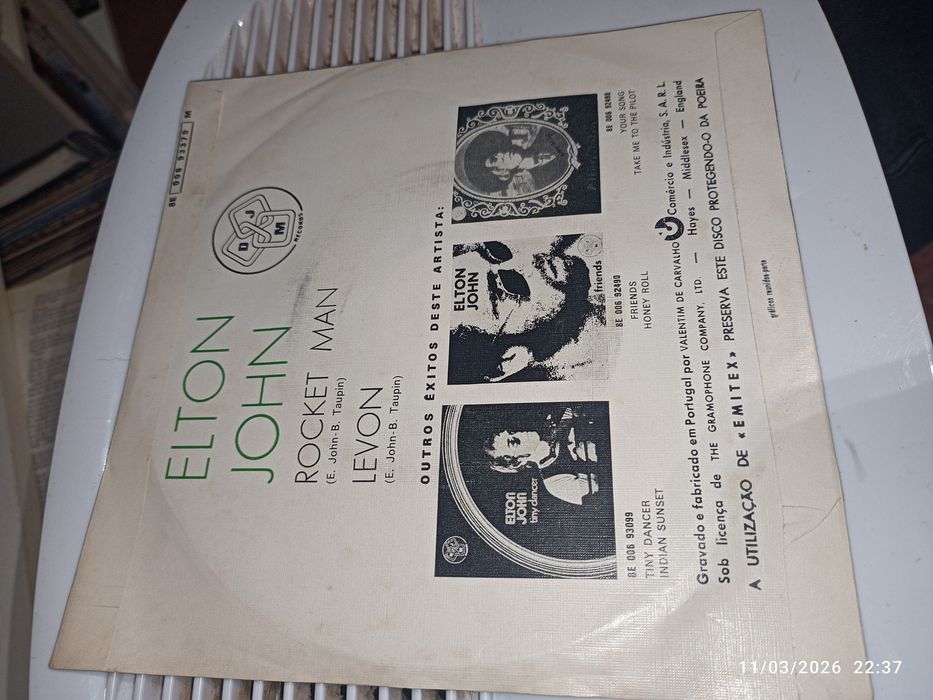 8E 006 93379 M
DJM
RECORDS
ELTON
JOHN
ROCKET MAN
(E. John-B. Taupin)
LEVON
(E. John-B. Taupin)
OUTROS ÊXITOS DESTE ARTISTA:
ELTON
JOHN
tiny dancer
8E 006 93099
TINY DANCER
INDIAN SUNSET
ELTON
JOHN
friends
8E 006 92490
FRIENDS
HONEY ROLL
8E 006 92488
YOUR SONG
TAKE ME TO THE PILOT
Gravado e fabricado em Portugal por VALENTIM DE CARVALHO Comércio e Indústria, S. A. R. L.
Sob licença de THE GRAMOPHONE COMPANY, LTD. — Hayes — Middlesex — England
A UTILIZAÇÃO DE «EMITEX» PRESERVA ESTE DISCO PROTEGENDO-O DA POEIRA
gráficos reunidos-porto
11/03/2026 22:37